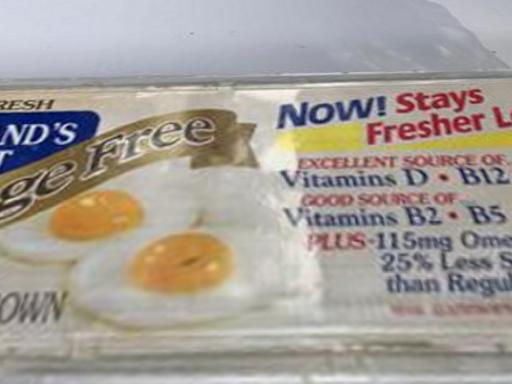 RESH
ND'S
T
ge Free
OWN
NOW! Stays
Fresher L
EXCELLENT SOURCE OF
Vitamins D • B12
GOOD SOURCE OF
Vitamins B2 • B5
PLUS-115mg Ome
25% Less S
than Regul